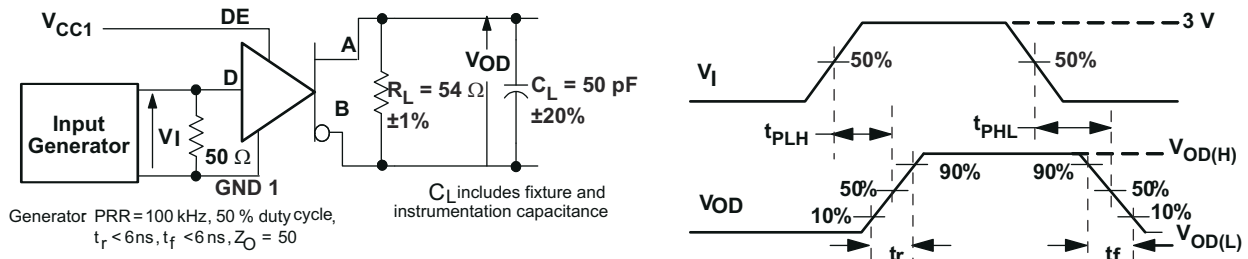 DE
VCC1
A
VOD
D
B
RL = 54 Ω
±1%
CL = 50 pF
±20%
Input
Generator
VI
50 Ω
GND 1
CL includes fixture and
instrumentation capacitance
Generator PRR = 100 kHz, 50 % duty cycle,
tr < 6 ns, tf < 6 ns, ZO = 50
3 V
VI
50%
50%
tPLH
tPHL
VOD(H)
90%
90%
50%
50%
VOD
10%
10%
VOD(L)
tr
tf